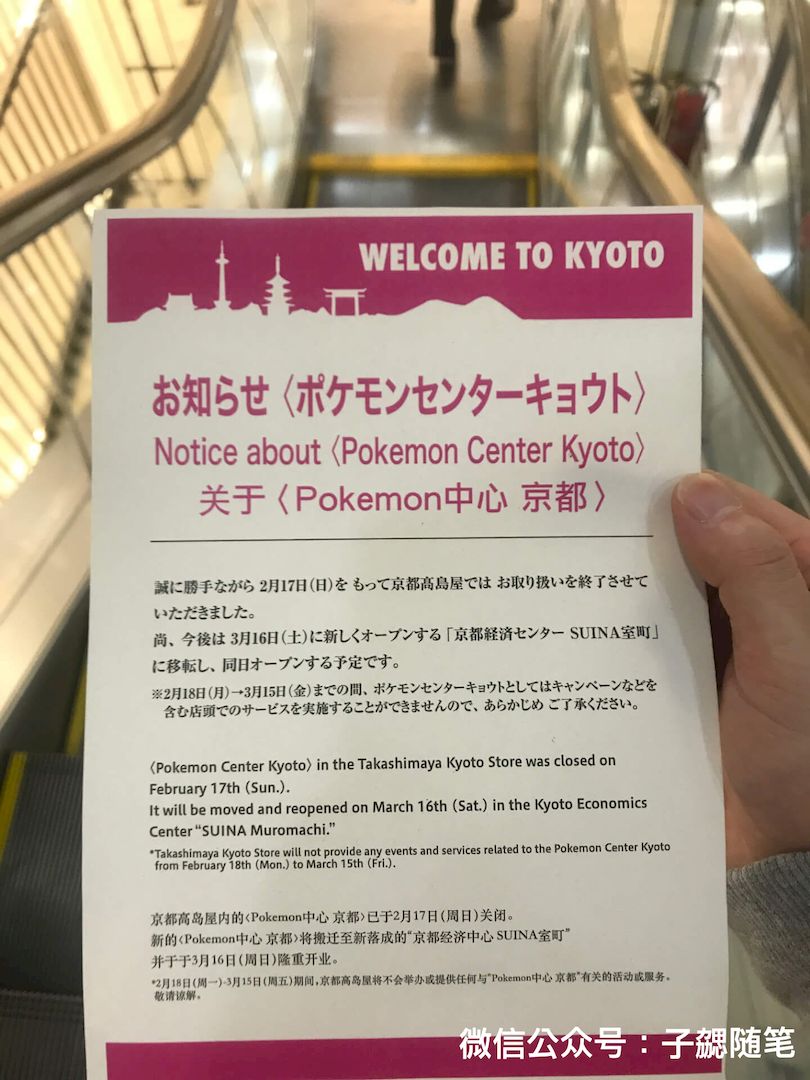 WELCOME TO KYOTO
お知らせ〈ポケモンセンターキョウト〉
Notice about〈Pokemon Center Kyoto〉
关于〈Pokemon中心 京都〉
誠に勝手ながら 2月17日(日)を もって京都髙島屋では お取り扱いを終了させて
いただきました。
尚、今後は 3月16日(土)に新しくオープンする「京都経済センター SUINA室町」
に移転し、同日オープンする予定です。
※2月18日(月)→3月15日(金)までの間、ポケモンセンターキョウトとしてはキャンペーンなどを
含む店頭でのサービスを実施することができませんので、あらかじめ ご了承ください。
〈Pokemon Center Kyoto〉in the Takashimaya Kyoto Store was closed on
February 17th (Sun.).
It will be moved and reopened on March 16th (Sat.) in the Kyoto Economics
Center “SUINA Muromachi.”
*Takashimaya Kyoto Store will not provide any events and services related to the Pokemon Center Kyoto
from February 18th (Mon.) to March 15th (Fri.).
京都高岛屋内的〈Pokemon中心 京都〉已于2月17日(周日)关闭。
新的〈Pokemon中心 京都〉将搬迁至新落成的“京都经济中心 SUINA室町”
并于于3月16日(周日)隆重开业。
*2月18日(周一)-3月15日(周五)期间，京都高岛屋将不会举办或提供任何与“Pokemon中心 京都”有关的活动或服务。
敬请谅解。
微信公众号：子勰随笔